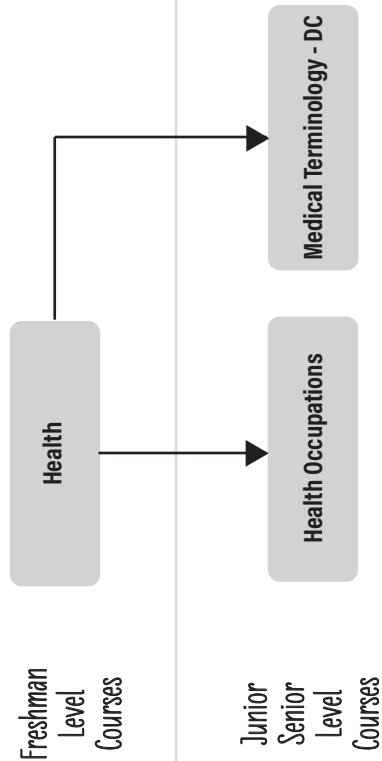 Freshman
Level
Courses
Health
Junior
Senior
Level
Courses
Health Occupations
Medical Terminology - DC